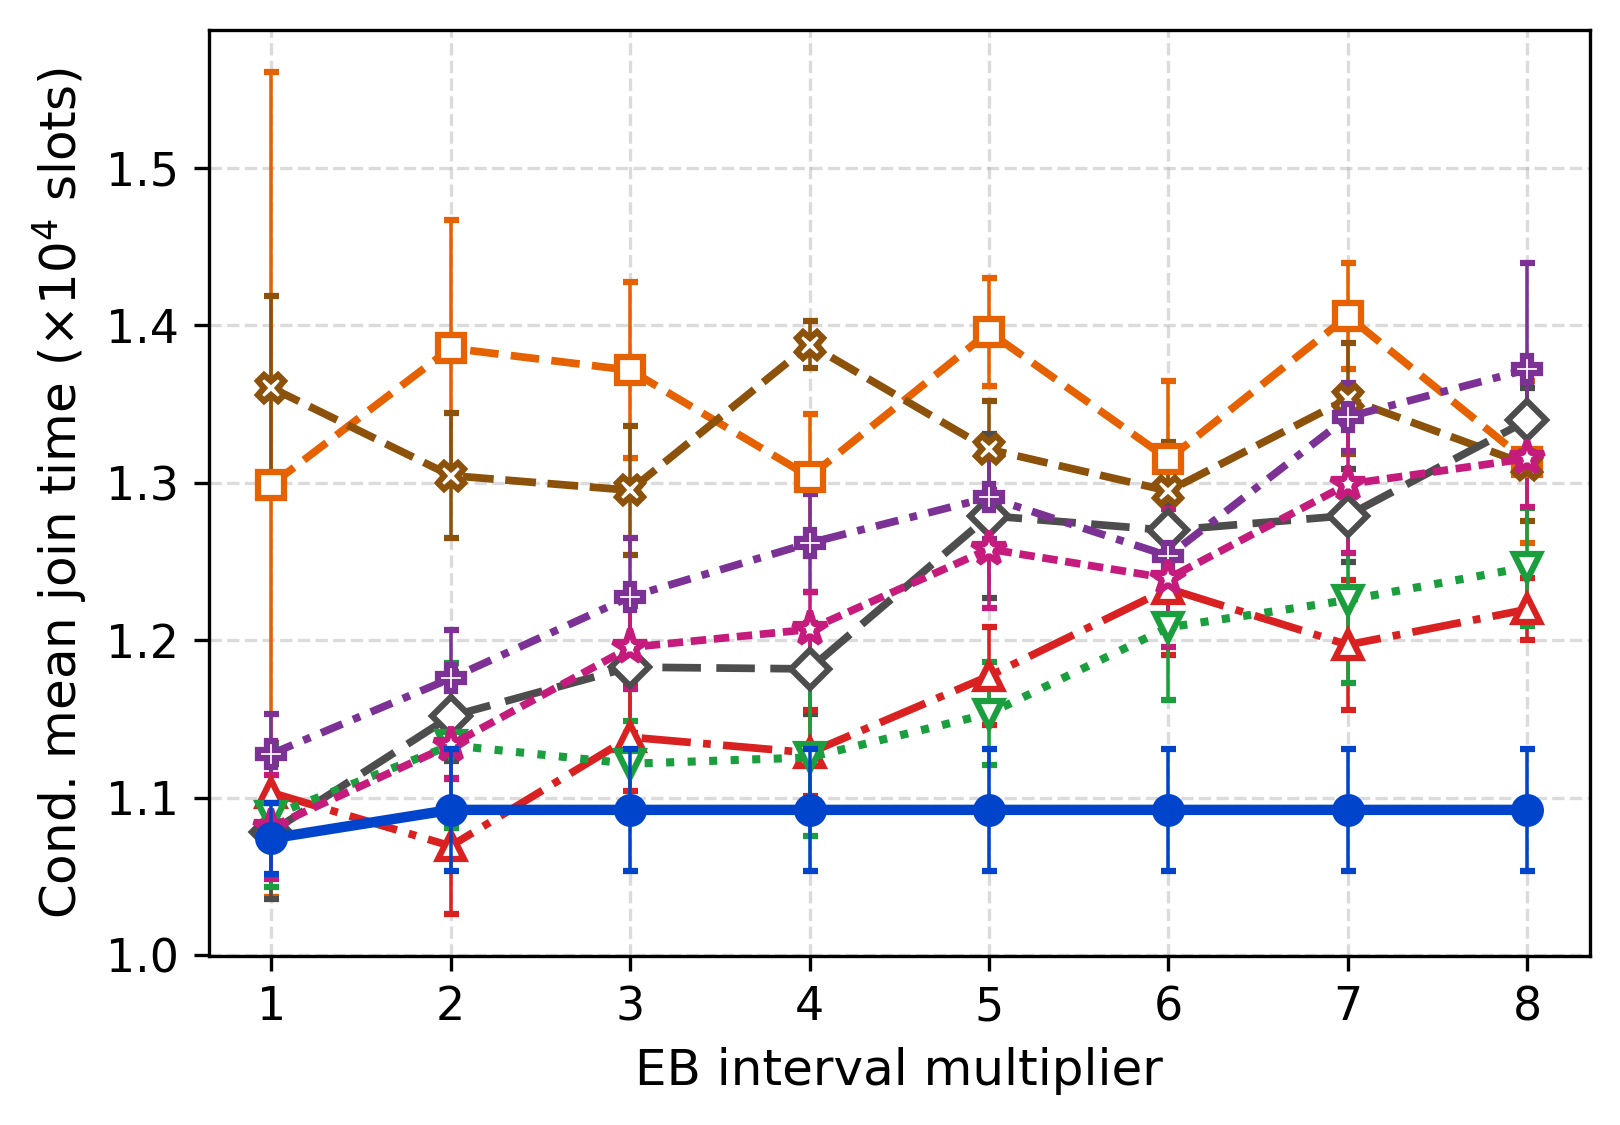 Cond. mean join time (×10⁴ slots)
1.5
1.4
1.3
1.2
1.1
1.0
1 2 3 4 5 6 7 8
EB interval multiplier